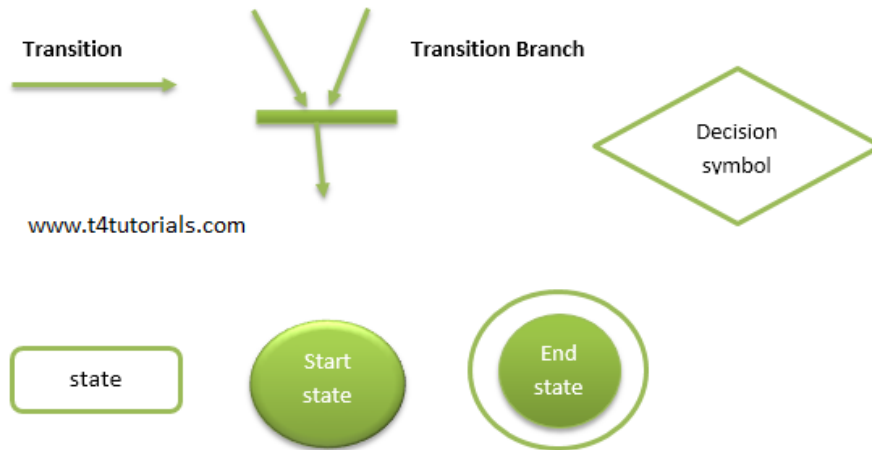 Transition
Transition Branch
Decision
symbol
www.t4tutorials.com
state
Start
state
End
state